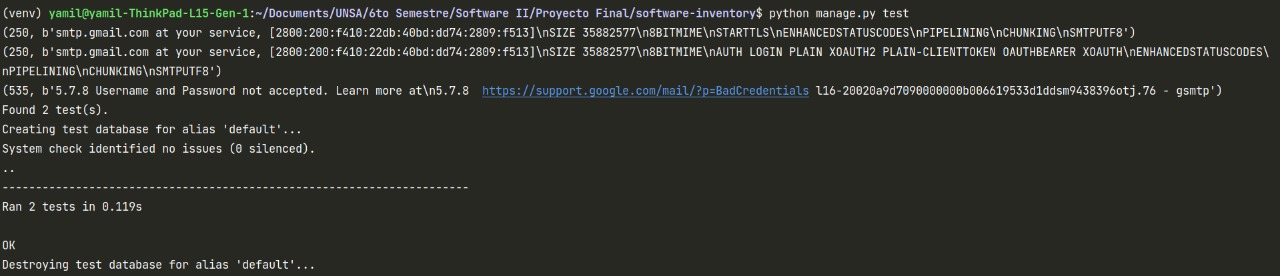 (venv) yamil@yamil-ThinkPad-L15-Gen-1:~/Documents/UNSA/6to Semestre/Software II/Proyecto Final/software-inventory$ python manage.py test
(250, b'smtp.gmail.com at your service, [2800:200:f410:22db:40bd:dd74:2809:f513]\nSIZE 35882577\n8BITMIME\nSTARTTLS\nENHANCEDSTATUSCODES\nPIPELINING\nCHUNKING\nSMTPUTF8')
(250, b'smtp.gmail.com at your service, [2800:200:f410:22db:40bd:dd74:2809:f513]\nSIZE 35882577\n8BITMIME\nAUTH LOGIN PLAIN XOAUTH2 PLAIN-CLIENTTOKEN OAUTHBEARER XOAUTH\nENHANCEDSTATUSCODES\
nPIPELINING\nCHUNKING\nSMTPUTF8')
(535, b'5.7.8 Username and Password not accepted. Learn more at\n5.7.8  https://support.google.com/mail/?p=BadCredentials l16-20020a9d7090000000b006619533d1ddsm9438396otj.76 - gsmtp')
Found 2 test(s).
Creating test database for alias 'default'...
System check identified no issues (0 silenced).
..
----------------------------------------------------------------------
Ran 2 tests in 0.119s
OK
Destroying test database for alias 'default'...